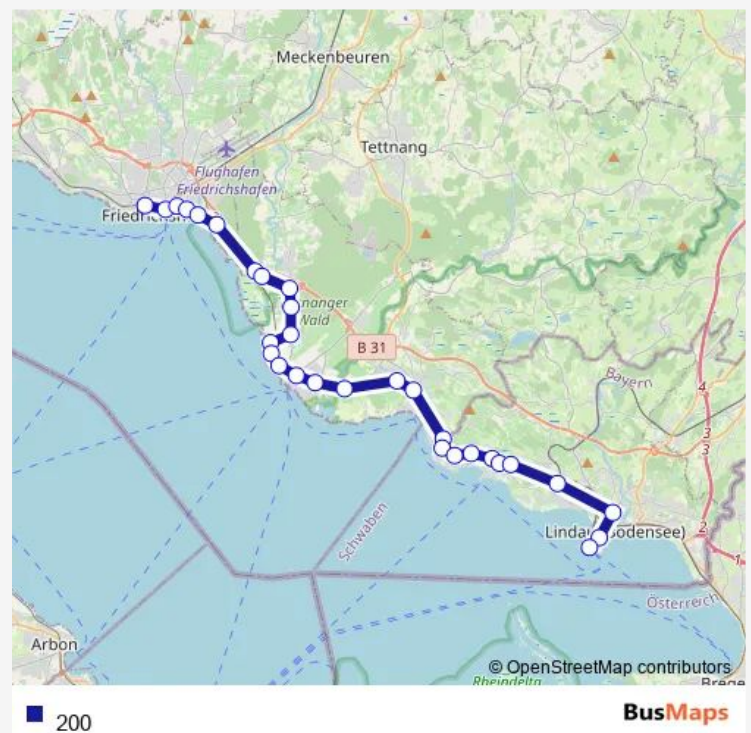 Meckenbeuren
Tettnang
Flughafen
Friedrichshafen
nanger
Wald
B 31
Bayern
4
3
3
Schwaben
Bodensee)
2
1
Österreich
Arbon
© OpenStreetMap contributors
Rheindelta
200
BusMaps